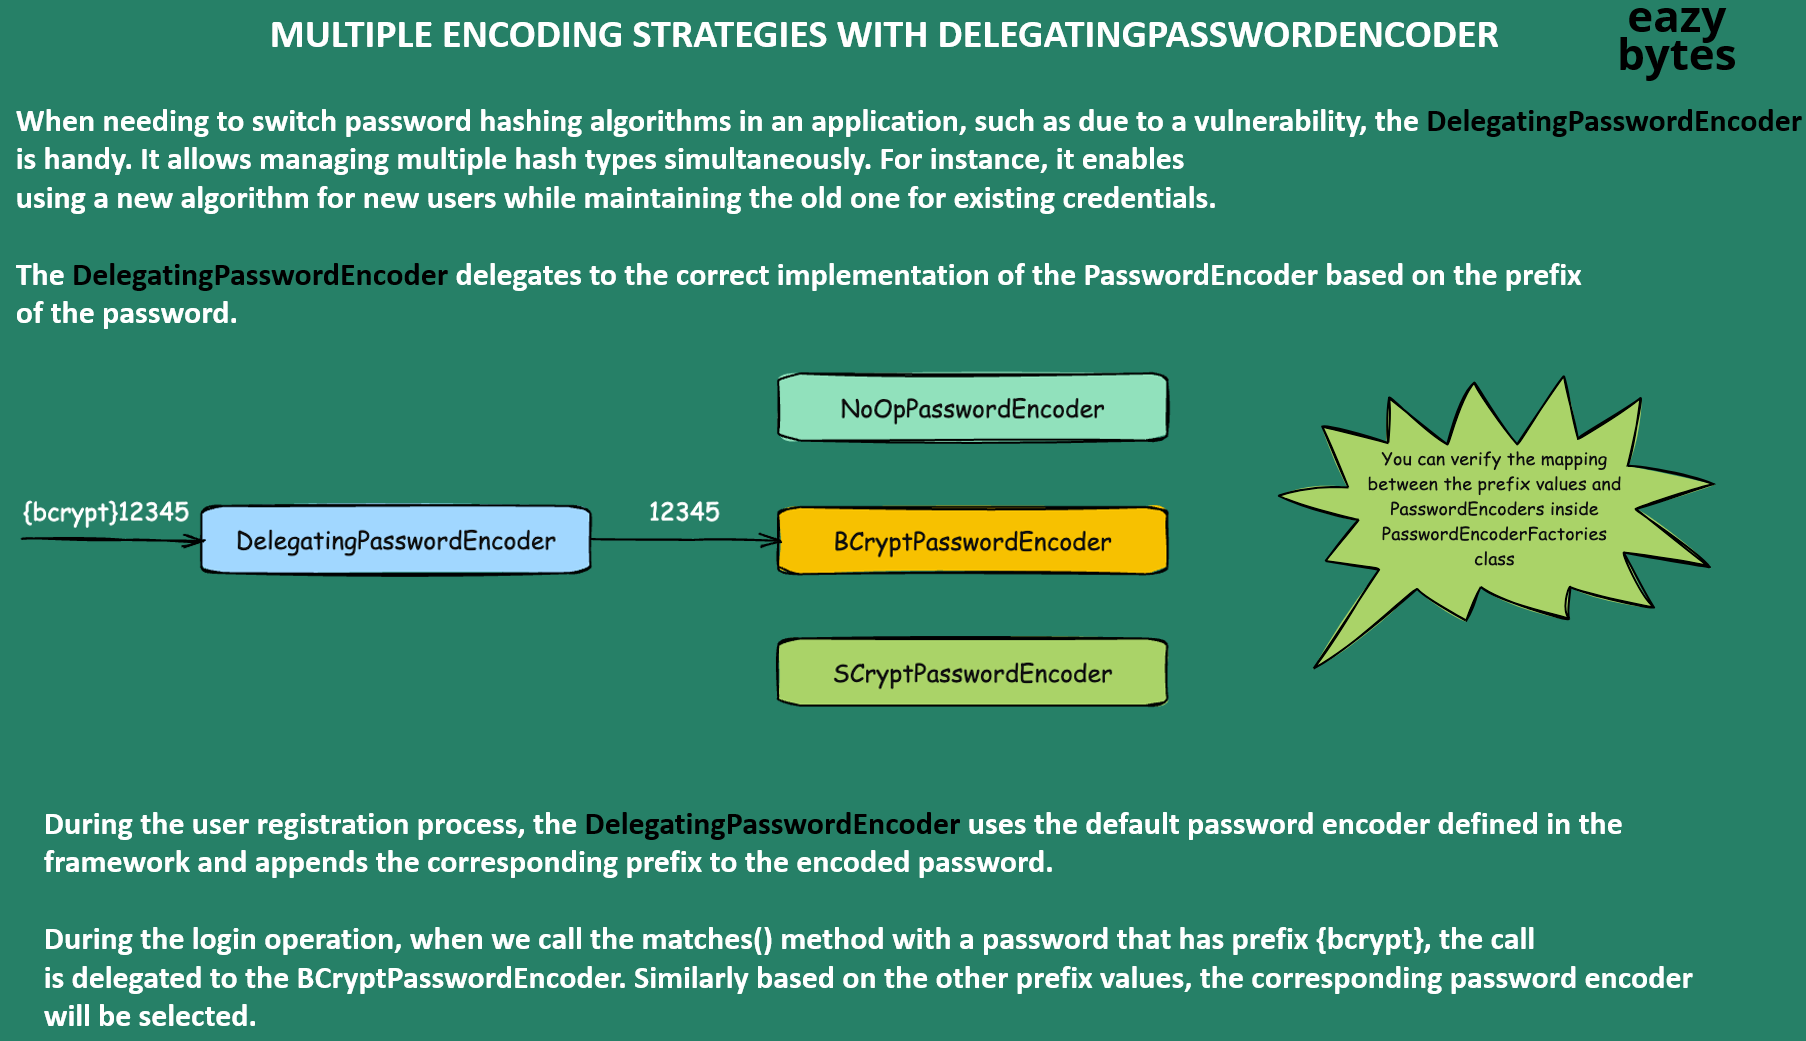 MULTIPLE ENCODING STRATEGIES WITH DELEGATINGPASSWORDENCODER
eazy
bytes
When needing to switch password hashing algorithms in an application, such as due to a vulnerability, the DelegatingPasswordEncoder
is handy. It allows managing multiple hash types simultaneously. For instance, it enables
using a new algorithm for new users while maintaining the old one for existing credentials.
The DelegatingPasswordEncoder delegates to the correct implementation of the PasswordEncoder based on the prefix
of the password.
NoOpPasswordEncoder
{bcrypt}12345
DelegatingPasswordEncoder
12345
BCryptPasswordEncoder
SCryptPasswordEncoder
You can verify the mapping
between the prefix values and
PasswordEncoders inside
PasswordEncoderFactories
class
During the user registration process, the DelegatingPasswordEncoder uses the default password encoder defined in the
framework and appends the corresponding prefix to the encoded password.
During the login operation, when we call the matches() method with a password that has prefix {bcrypt}, the call
is delegated to the BCryptPasswordEncoder. Similarly based on the other prefix values, the corresponding password encoder
will be selected.